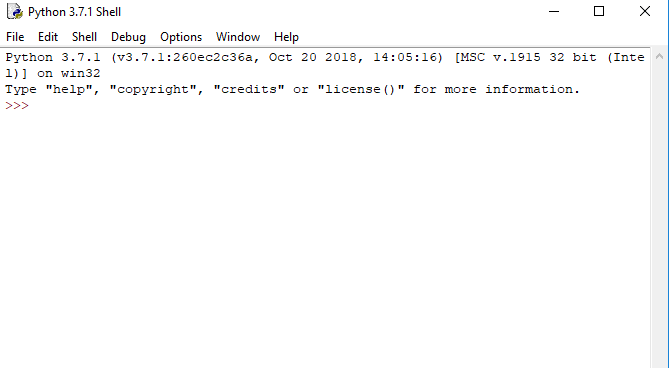 Python 3.7.1 Shell
File Edit Shell Debug Options Window Help
Python 3.7.1 (v3.7.1:260ec2c36a, Oct 20 2018, 14:05:16) [MSC v.1915 32 bit (Inte
l)] on win32
Type "help", "copyright", "credits" or "license()" for more information.
>>>